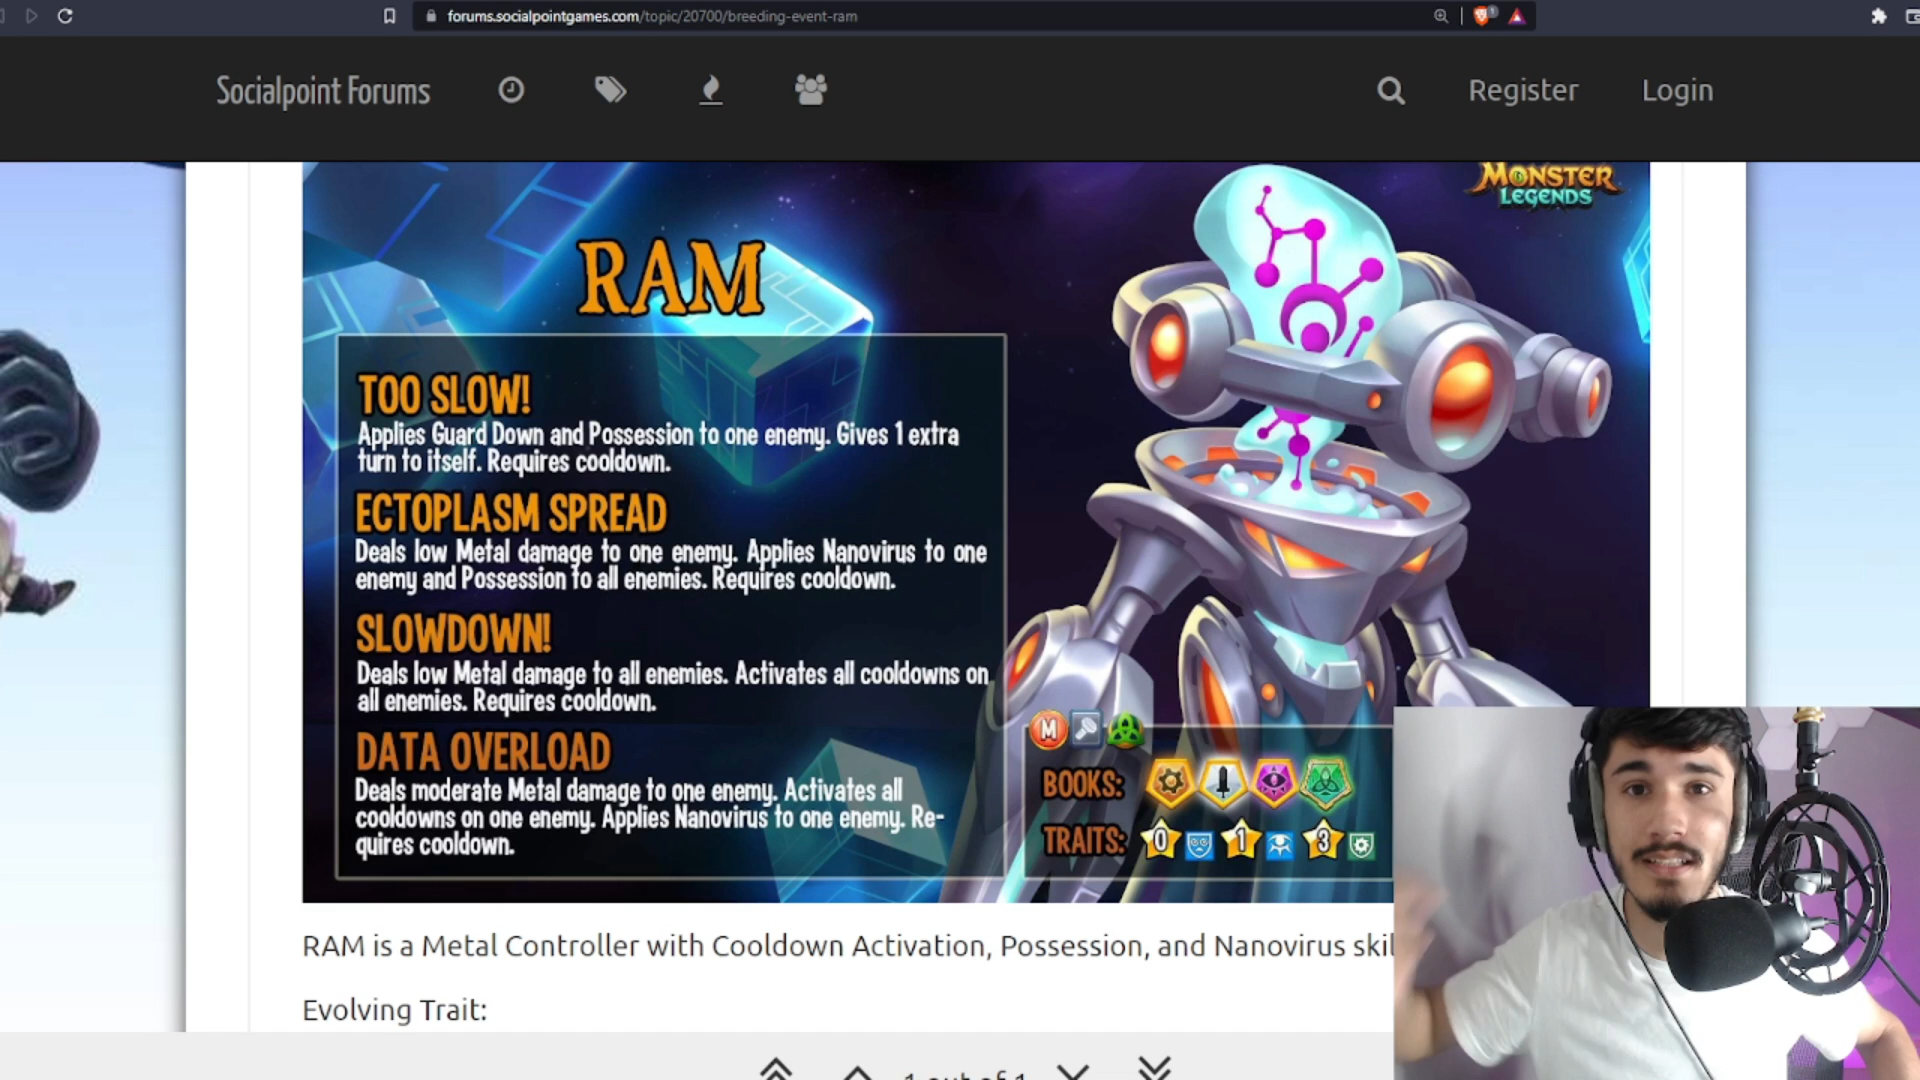 forums.socialpointgames.com/topic/20700/breeding-event-ram
1
Socialpoint Forums
Register
Login
MONSTER
LEGENDS
RAM
TOO SLOW!
Applies Guard Down and Possession to one enemy. Gives 1 extra
turn to itself. Requires cooldown.
ECTOPLASM SPREAD
Deals low Metal damage to one enemy. Applies Nanovirus to one
enemy and Possession to all enemies. Requires cooldown.
SLOWDOWN!
Deals low Metal damage to all enemies. Activates all cooldowns on
all enemies. Requires cooldown.
DATA OVERLOAD
Deals moderate Metal damage to one enemy. Activates all
cooldowns on one enemy. Applies Nanovirus to one enemy. Re-
quires cooldown.
M
BOOKS:
TRAITS: 0 1 3
RAM is a Metal Controller with Cooldown Activation, Possession, and Nanovirus skil
Evolving Trait:
1 out of 1